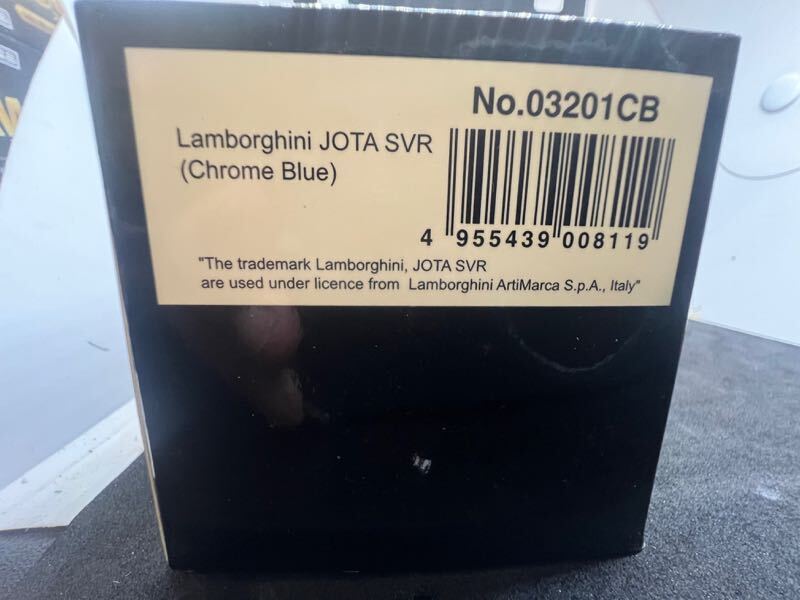 No.03201CB
Lamborghini JOTA SVR
(Chrome Blue)
4 955439 008119
"The trademark Lamborghini, JOTA SVR
are used under licence from Lamborghini ArtiMarca S.p.A., Italy"